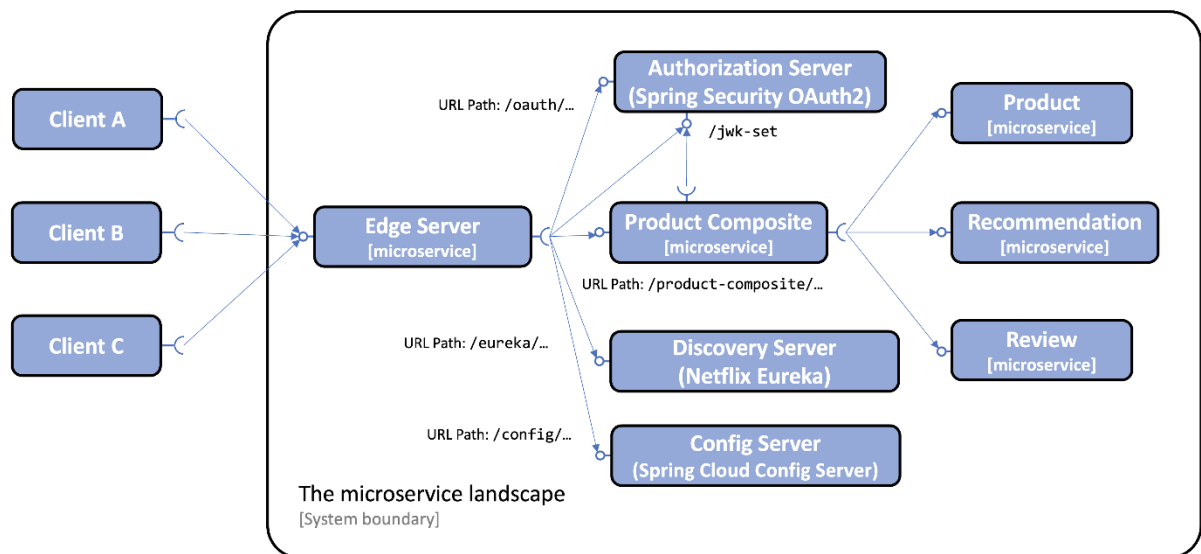 Client A
Client B
Client C
Edge Server
[microservice]
URL Path: /oauth/…
Authorization Server
(Spring Security OAuth2)
/jwk-set
Product Composite
[microservice]
URL Path: /product-composite/…
URL Path: /eureka/…
Discovery Server
(Netflix Eureka)
URL Path: /config/…
Config Server
(Spring Cloud Config Server)
Product
[microservice]
Recommendation
[microservice]
Review
[microservice]
The microservice landscape
[System boundary]